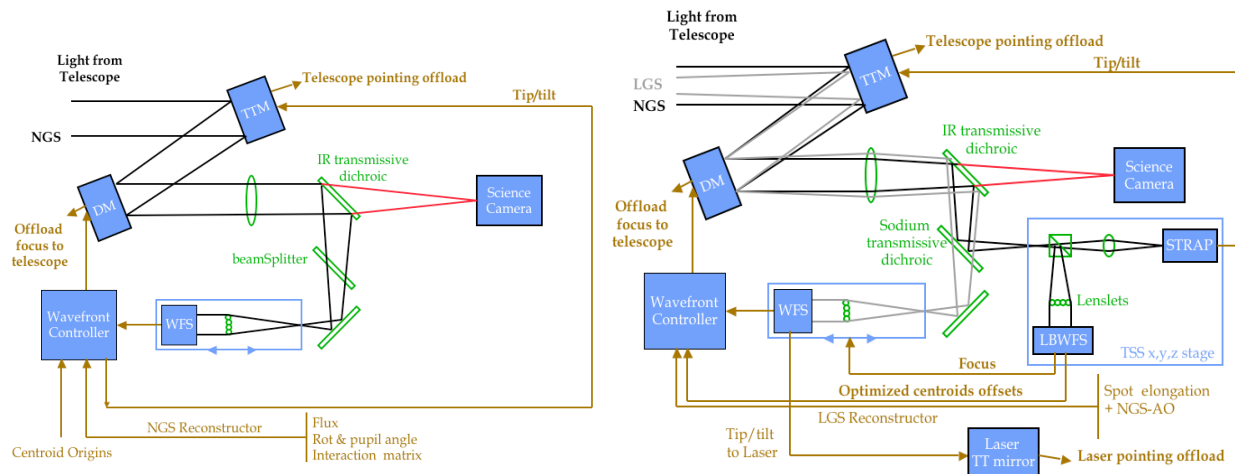 Light from
Telescope
NGS
TTM
Telescope pointing offload
Tip/tilt
IR transmissive
dichroic
DM
Science
Camera
Offload
focus to
telescope
beamSplitter
Wavefront
Controller
WFS
NGS Reconstructor
Flux
Rot & pupil angle
Interaction matrix
Centroid Origins
Light from
Telescope
LGS
NGS
TTM
Telescope pointing offload
Tip/tilt
IR transmissive
dichroic
DM
Science
Camera
Offload
focus to
telescope
Sodium
transmissive
dichroic
STRAP
Wavefront
Controller
WFS
Lenslets
LBWFS
TSS x,y,z stage
Focus
Optimized centroids offsets
LGS Reconstructor
Spot elongation
+ NGS-AO
Tip/tilt
to Laser
Laser
TT mirror
Laser pointing offload